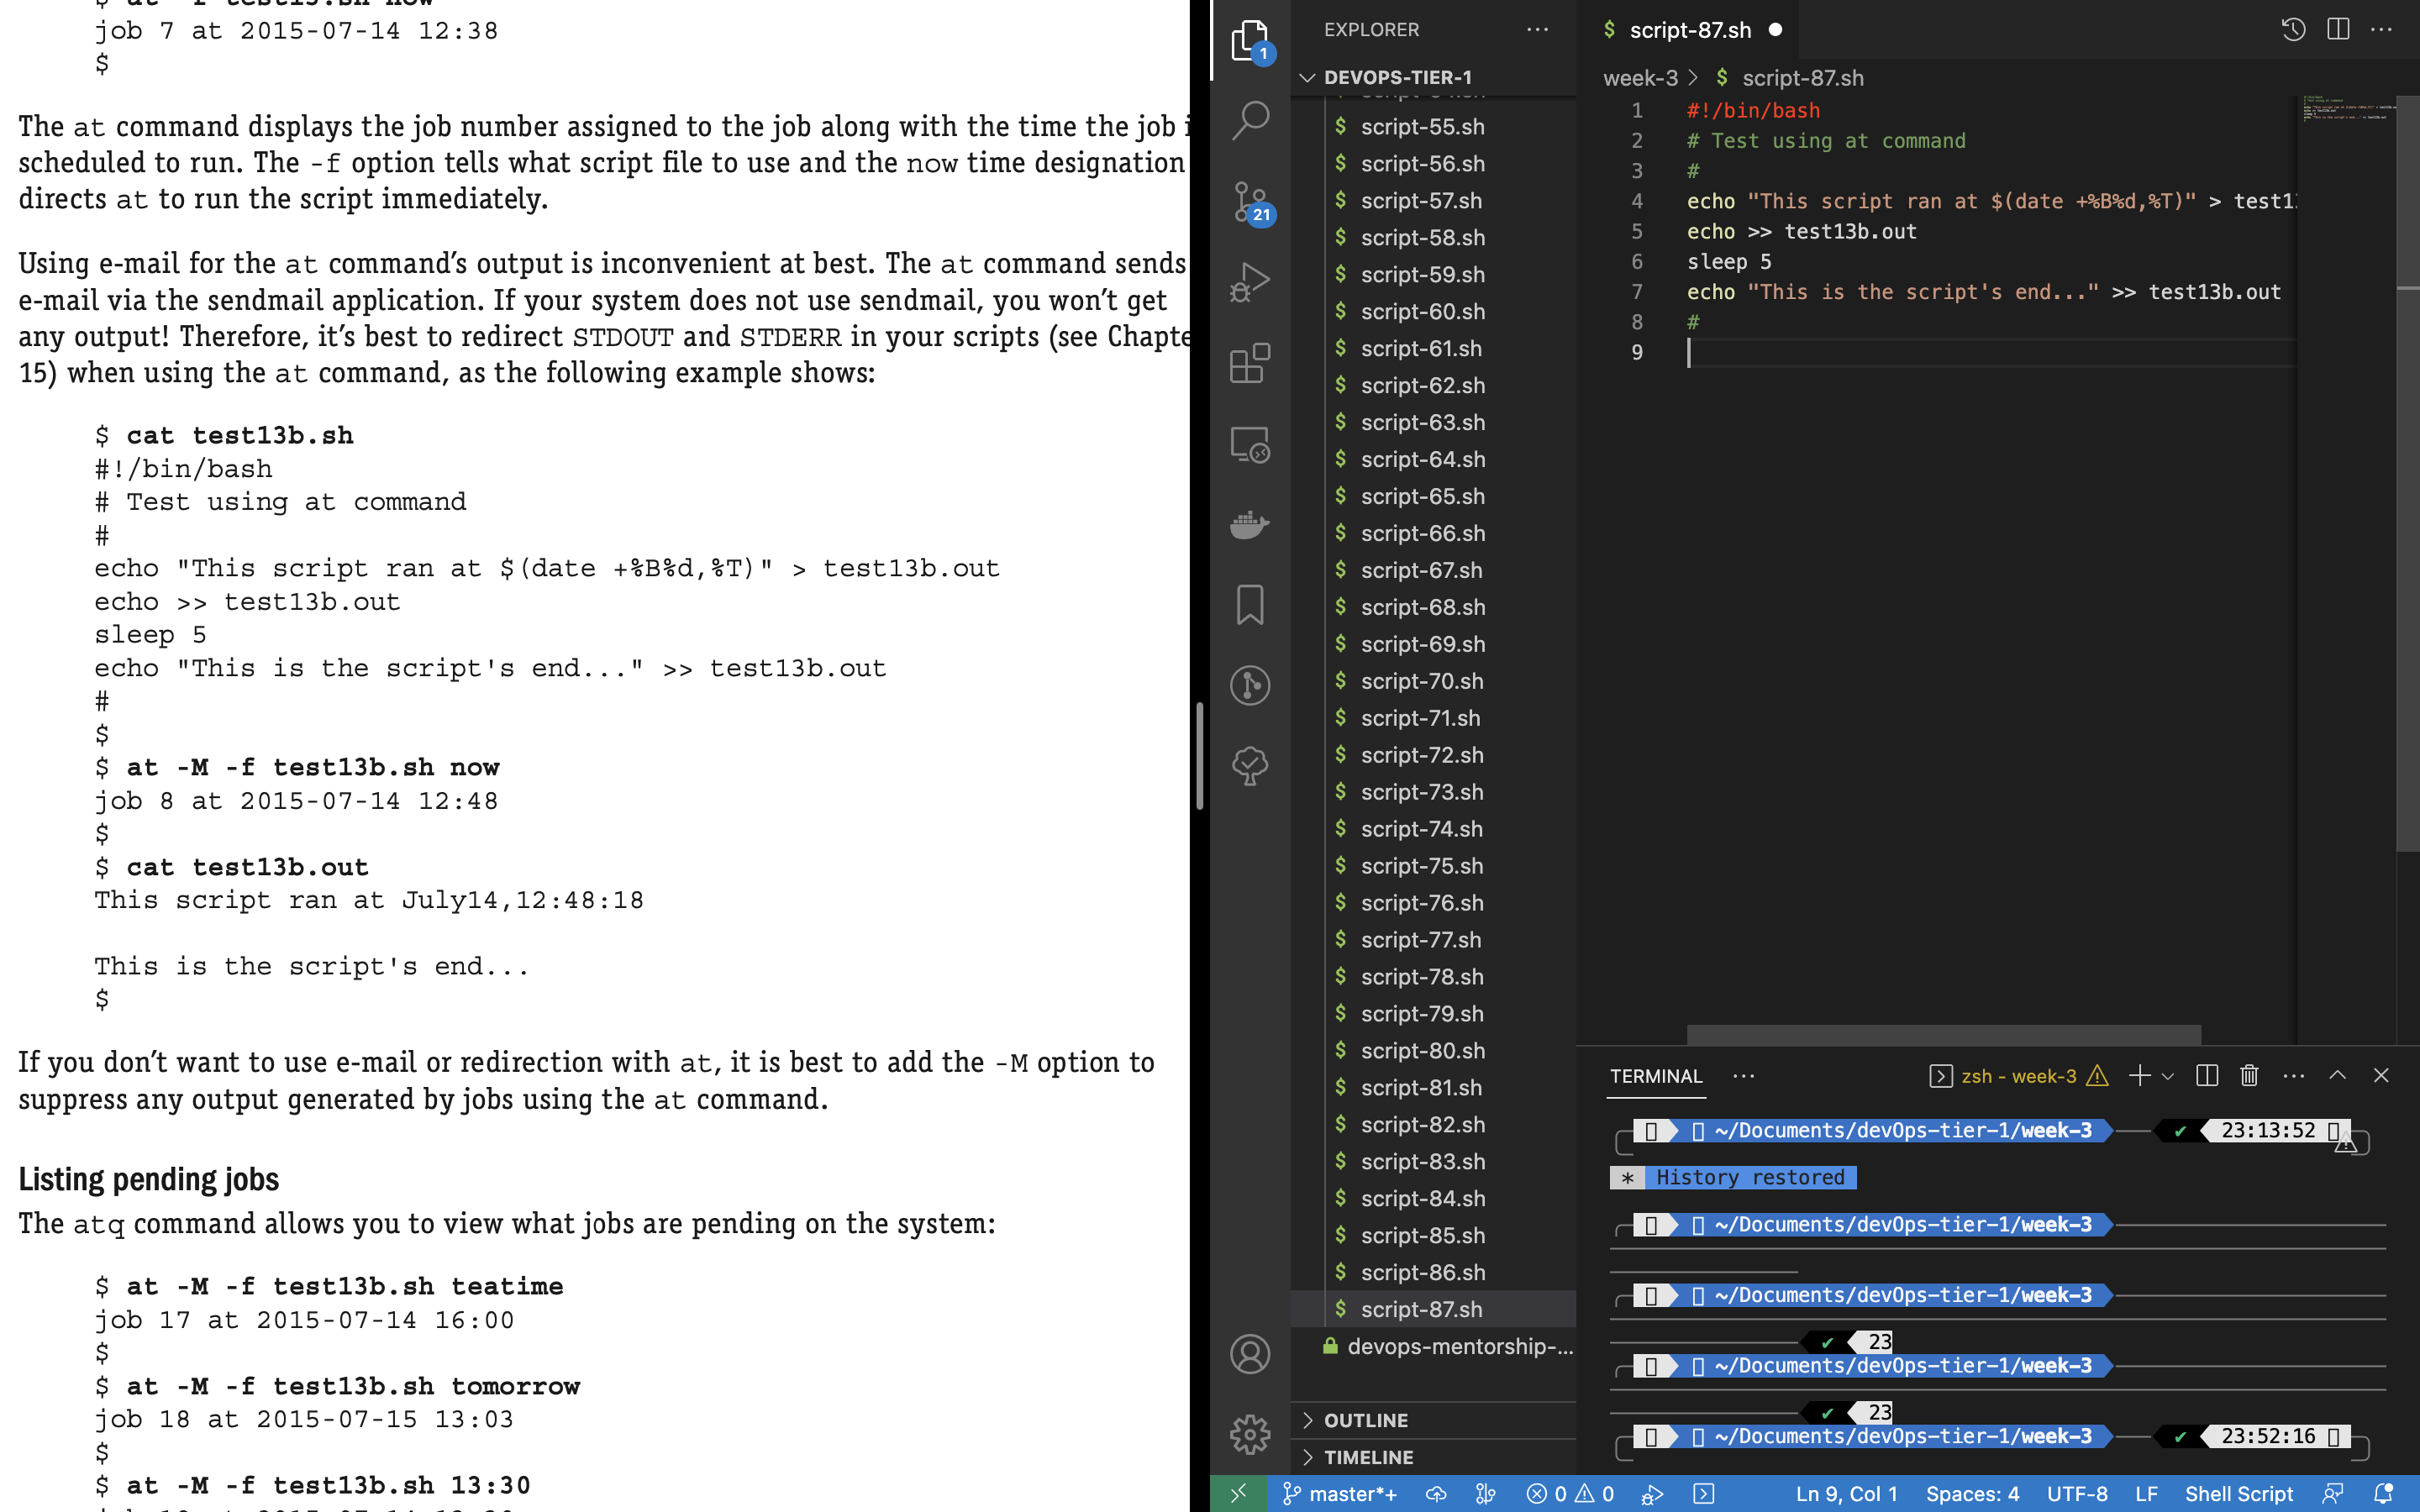 job 7 at 2015-07-14 12:38
$
The at command displays the job number assigned to the job along with the time the job
scheduled to run. The -f option tells what script file to use and the now time designation
directs at to run the script immediately.
Using e-mail for the at command's output is inconvenient at best. The at command sends
e-mail via the sendmail application. If your system does not use sendmail, you won't get
any output! Therefore, it's best to redirect STDOUT and STDERR in your scripts (see Chapte
15) when using the at command, as the following example shows:
$ cat test13b.sh
#!/bin/bash
# Test using at command
#
echo "This script ran at $(date +%B%d,%T)" > test13b.out
echo >> test13b.out
sleep 5
echo "This is the script's end..." >> test13b.out
#
$
$ at -M -f test13b.sh now
job 8 at 2015-07-14 12:48
$
$ cat test13b.out
This script ran at July14,12:48:18
This is the script's end...
$
If you don't want to use e-mail or redirection with at, it is best to add the -M option to
suppress any output generated by jobs using the at command.
Listing pending jobs
The atq command allows you to view what jobs are pending on the system:
$ at -M -f test13b.sh teatime
job 17 at 2015-07-14 16:00
$
$ at -M -f test13b.sh tomorrow
job 18 at 2015-07-15 13:03
$
$ at -M -f test13b.sh 13:30
1
21
EXPLORER
DEVOPS-TIER-1
$ script-55.sh
$ script-56.sh
$ script-57.sh
$ script-58.sh
$ script-59.sh
$ script-60.sh
$ script-61.sh
$ script-62.sh
$ script-63.sh
$ script-64.sh
$ script-65.sh
$ script-66.sh
$ script-67.sh
$ script-68.sh
$ script-69.sh
$ script-70.sh
$ script-71.sh
$ script-72.sh
$ script-73.sh
$ script-74.sh
$ script-75.sh
$ script-76.sh
$ script-77.sh
$ script-78.sh
$ script-79.sh
$ script-80.sh
$ script-81.sh
$ script-82.sh
$ script-83.sh
$ script-84.sh
$ script-85.sh
$ script-86.sh
$ script-87.sh
devops-mentorship-...
OUTLINE
TIMELINE
$ script-87.sh
week-3 > $ script-87.sh
1 #!/bin/bash
2 # Test using at command
3 #
4 echo "This script ran at $(date +%B%d,%T)" > test1
5 echo >> test13b.out
6 sleep 5
7 echo "This is the script's end..." >> test13b.out
8 #
9
TERMINAL ... zsh - week-3
~/Documents/devOps-tier-1/week-3 ✔ 23:13:52
* History restored
~/Documents/devOps-tier-1/week-3
~/Documents/devOps-tier-1/week-3
✔ 23
~/Documents/devOps-tier-1/week-3
✔ 23
~/Documents/devOps-tier-1/week-3 ✔ 23:52:16
master*+ 0 0 Ln 9, Col 1 Spaces: 4 UTF-8 LF Shell Script